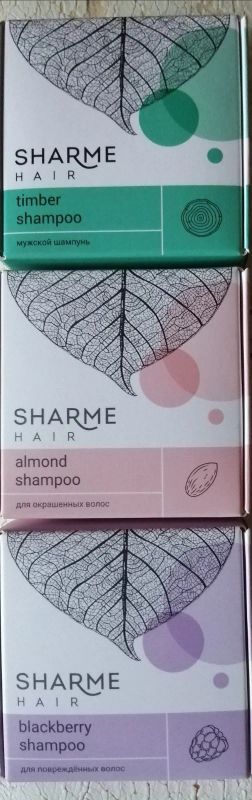 SHARME
HAIR
timber
shampoo
мужской шампунь
SHARME
HAIR
almond
shampoo
для окрашенных волос
SHARME
HAIR
blackberry
shampoo
для повреждённых волос